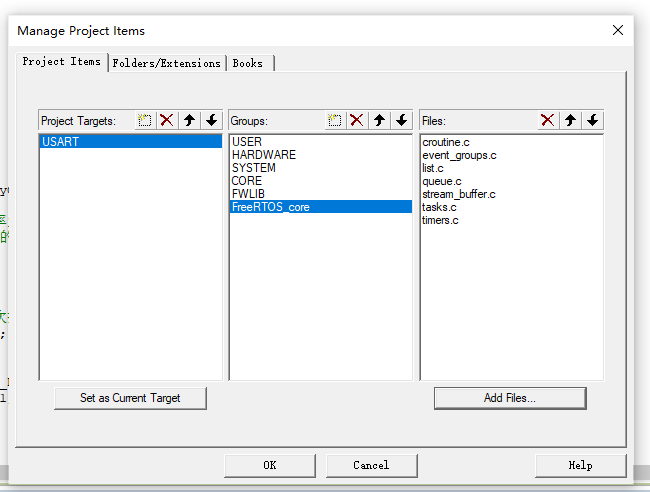 Manage Project Items
Project Items
Folders/Extensions
Books
Project Targets:
Groups:
Files:
USART
USER
HARDWARE
SYSTEM
CORE
FWLIB
FreeRTOS_core
croutine.c
event_groups.c
list.c
queue.c
stream_buffer.c
tasks.c
timers.c
Set as Current Target
Add Files...
OK
Cancel
Help